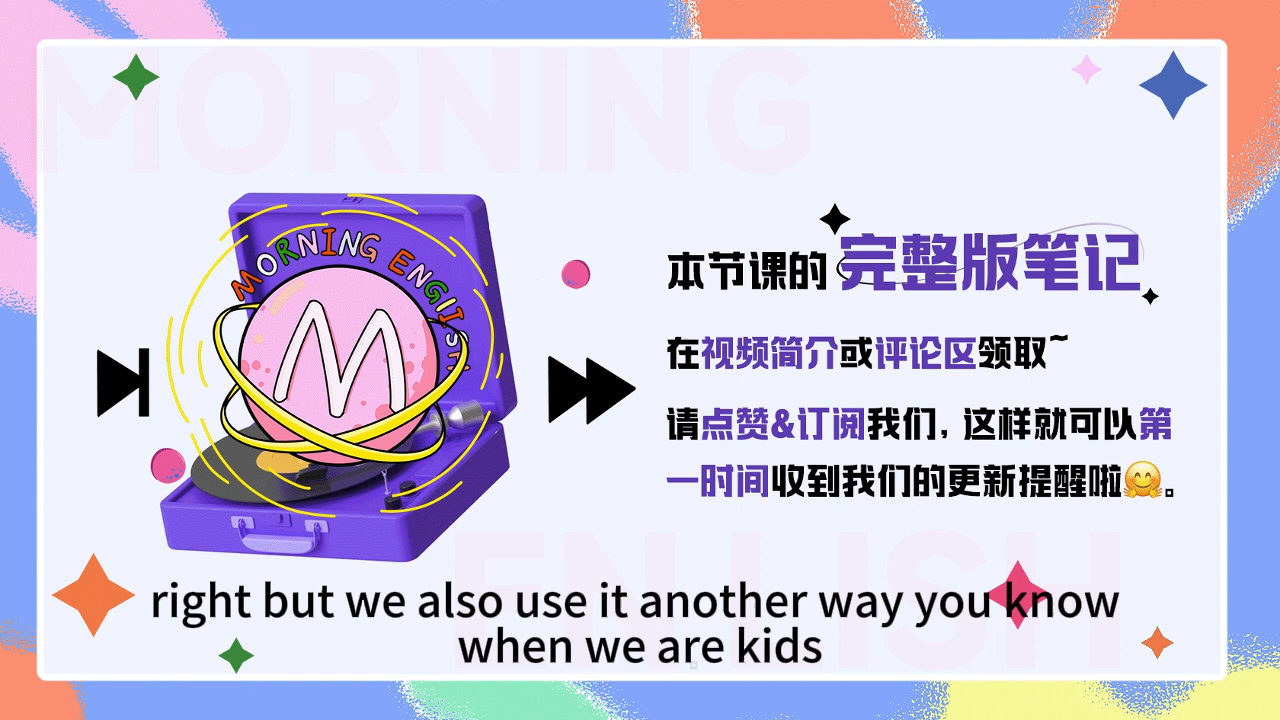 MORNING
MORNING ENGlISH
M
本节课的 完整版笔记
在视频简介或评论区领取~
请点赞&订阅我们，这样就可以第
一时间收到我们的更新提醒啦🤗。
right but we also use it another way you know
when we are kids